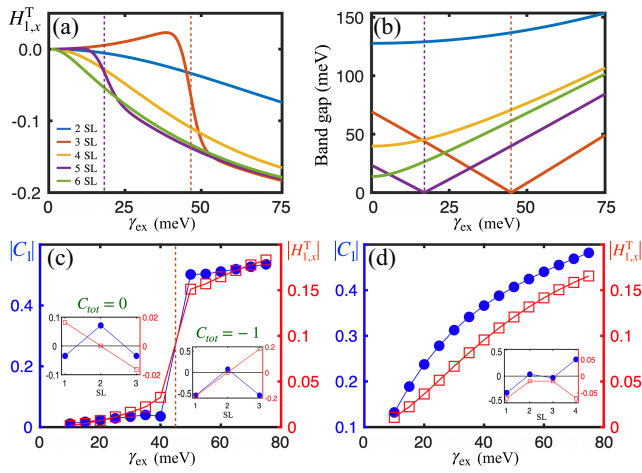 H^T_{1,x}
(a)
0.0
-0.1
-0.2
2 SL
3 SL
4 SL
5 SL
6 SL
0 25 50 75
γ_ex (meV)
(b)
Band gap (meV)
150
100
50
0
0 25 50 75
γ_ex (meV)
|C_1| (c) |H^T_{1,x}|
0.4
0.2
0
0.15
0.1
0.05
0
C_tot = 0
0.1
0
-0.1
0.02
0
-0.02
1 2 3
SL
C_tot = −1
0.1
0
-0.5
0.2
0
-0.2
1 2 3
SL
0 20 40 60 80
γ_ex (meV)
|C_1| (d) |H^T_{1,x}|
0.5
0.4
0.3
0.2
0.1
0.15
0.1
0.05
0
0.4
0
-0.4
0.05
0
-0.05
1 2 3 4
SL
0 20 40 60 80
γ_ex (meV)